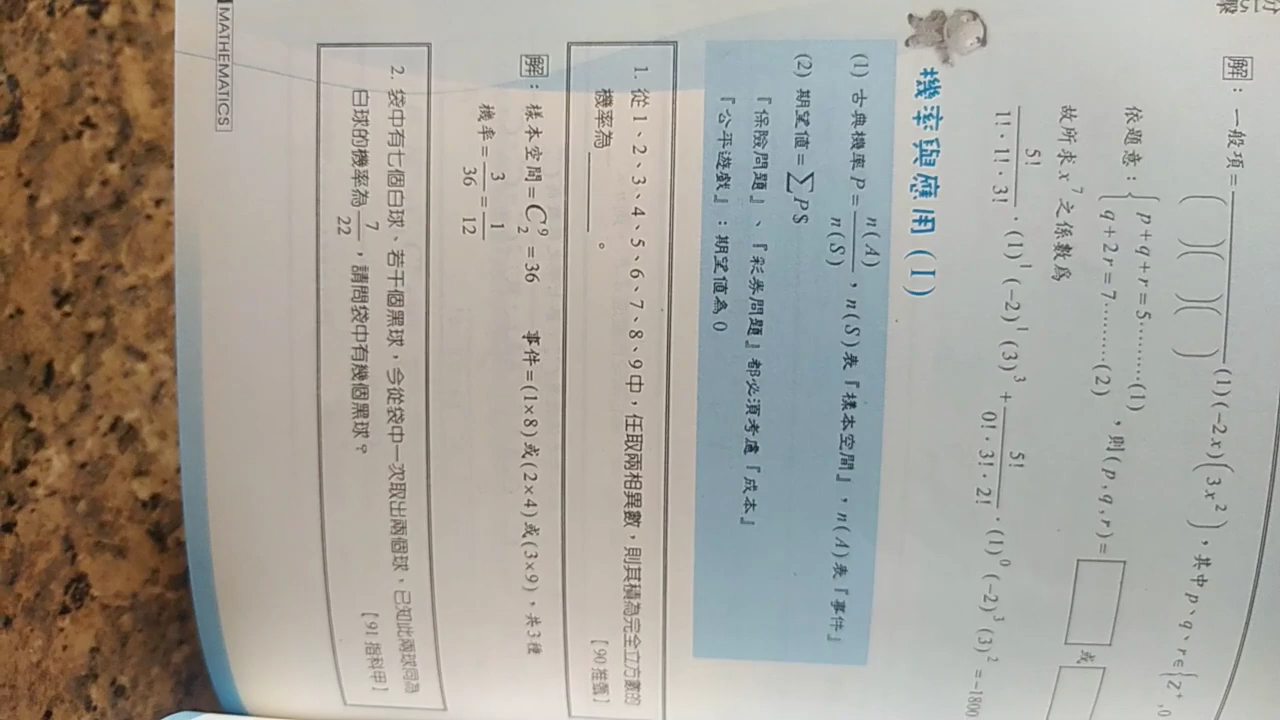 解：一般項= (1)(-2x)(3x²)，其中p、q、r∈{Z⁺,0
( )( )( )( )
依題意：{ p+q+r=5………(1)
q+2r=7………(2) ，則(p,q,r)= 或
故所求x⁷之係數為
5!/(1!·1!·3!)·(1)¹(-2)¹(3)³+5!/(0!·3!·2!)·(1)⁰(-2)³(3)²=-1800
機率與應用(I)
(1) 古典機率P=n(A)/n(S)，n(S)表『樣本空間』，n(A)表『事件』
(2) 期望值=∑P$
『保險問題』、『彩券問題』都必須考慮『成本』
『公平遊戲』：期望值為0
1. 從1、2、3、4、5、6、7、8、9中，任取兩相異數，則其積為完全立方數的
機率為________。 【90推甄】
解：樣本空間=C⁹₂=36 事件=(1×8)或(2×4)或(3×9)，共3種
機率=3/36=1/12
2. 袋中有七個白球、若干個黑球，今從袋中一次取出兩個球，已知此兩球同為
白球的機率為7/22，請問袋中有幾個黑球？ 【91指科甲】
MATHEMATICS